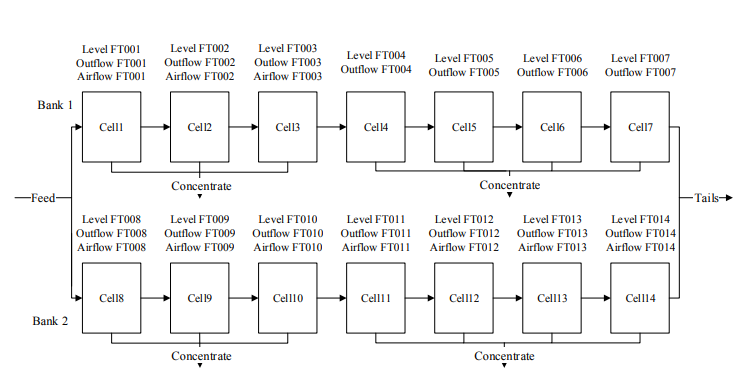 Level FT001
Outflow FT001
Airflow FT001
Level FT002
Outflow FT002
Airflow FT002
Level FT003
Outflow FT003
Airflow FT003
Level FT004
Outflow FT004
Level FT005
Outflow FT005
Level FT006
Outflow FT006
Level FT007
Outflow FT007
Bank 1
Cell1
Cell2
Cell3
Cell4
Cell5
Cell6
Cell7
Concentrate
Concentrate
Feed
Tails
Level FT008
Outflow FT008
Airflow FT008
Level FT009
Outflow FT009
Airflow FT009
Level FT010
Outflow FT010
Airflow FT010
Level FT011
Outflow FT011
Airflow FT011
Level FT012
Outflow FT012
Airflow FT012
Level FT013
Outflow FT013
Airflow FT013
Level FT014
Outflow FT014
Airflow FT014
Cell8
Cell9
Cell10
Cell11
Cell12
Cell13
Cell14
Bank 2
Concentrate
Concentrate